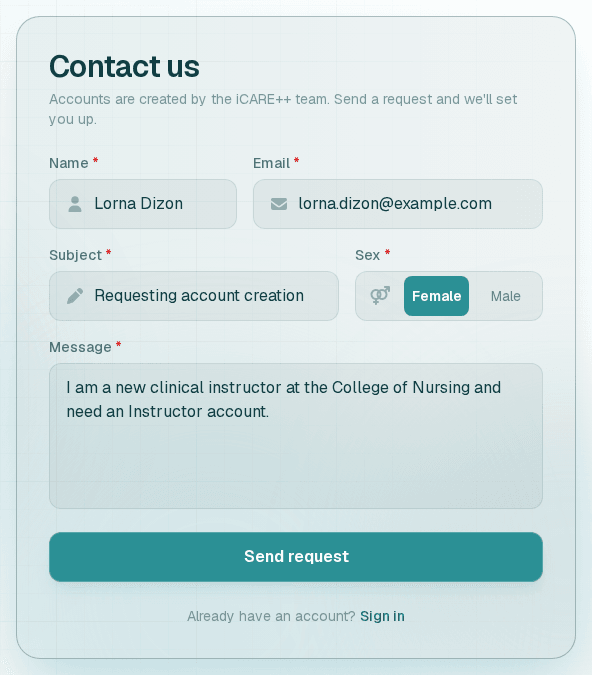 Contact us
Accounts are created by the iCARE++ team. Send a request and we'll set
you up.
Name *
Email *
Lorna Dizon
lorna.dizon@example.com
Subject *
Sex *
Requesting account creation
Female
Male
Message *
I am a new clinical instructor at the College of Nursing and
need an Instructor account.
Send request
Already have an account? Sign in